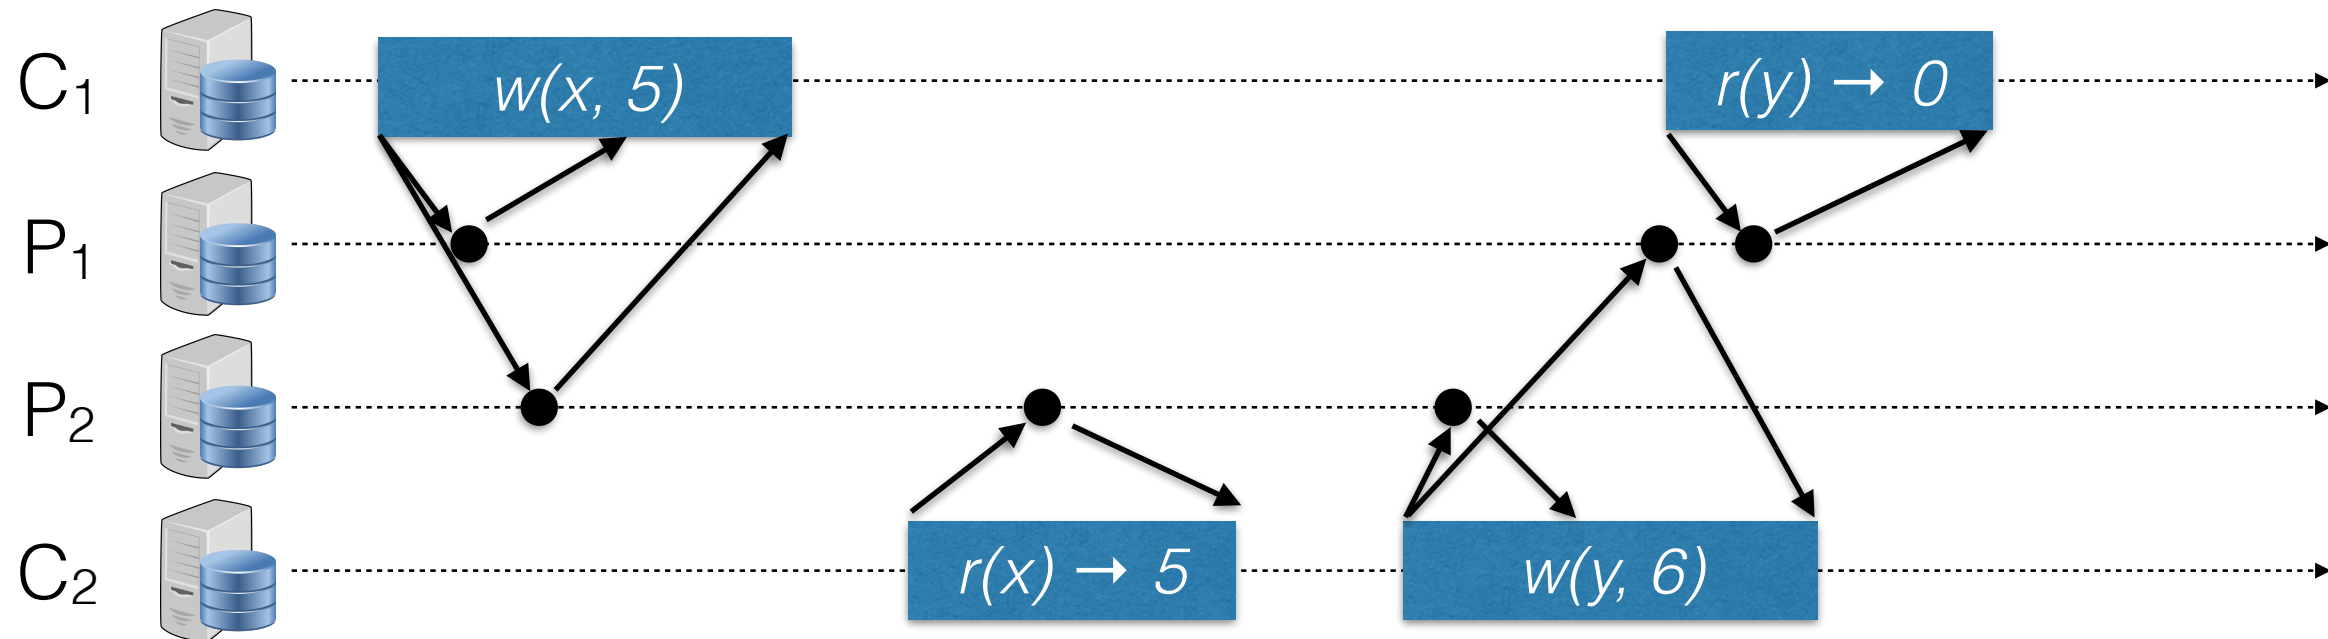 C₁ w(x, 5) r(y) → 0
P₁
P₂
C₂ r(x) → 5 w(y, 6)